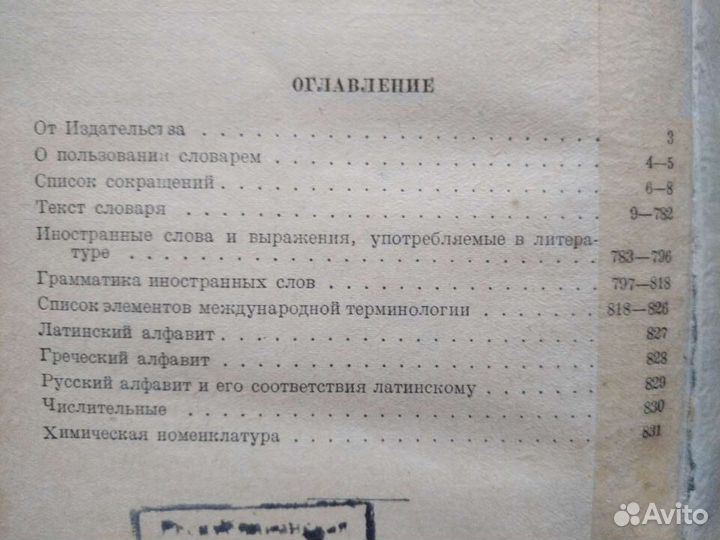 ОГЛАВЛЕНИЕ
От Издательства . . . . . . . . . . . . . . . . . . . . 3
О пользовании словарем . . . . . . . . . . . . . . . . 4—5
Список сокращений . . . . . . . . . . . . . . . . . . 6—8
Текст словаря . . . . . . . . . . . . . . . . . . . . 9—782
Иностранные слова и выражения, употребляемые в литера-
туре . . . . . . . . . . . . . . . . . . . . . . . 783—796
Грамматика иностранных слов . . . . . . . . . . . . . 797—818
Список элементов международной терминологии . . . . . 818—826
Латинский алфавит . . . . . . . . . . . . . . . . . . 827
Греческий алфавит . . . . . . . . . . . . . . . . . . 828
Русский алфавит и его соответствия латинскому . . . . . 829
Числительные . . . . . . . . . . . . . . . . . . . . 830
Химическая номенклатура . . . . . . . . . . . . . . . 831
Avito